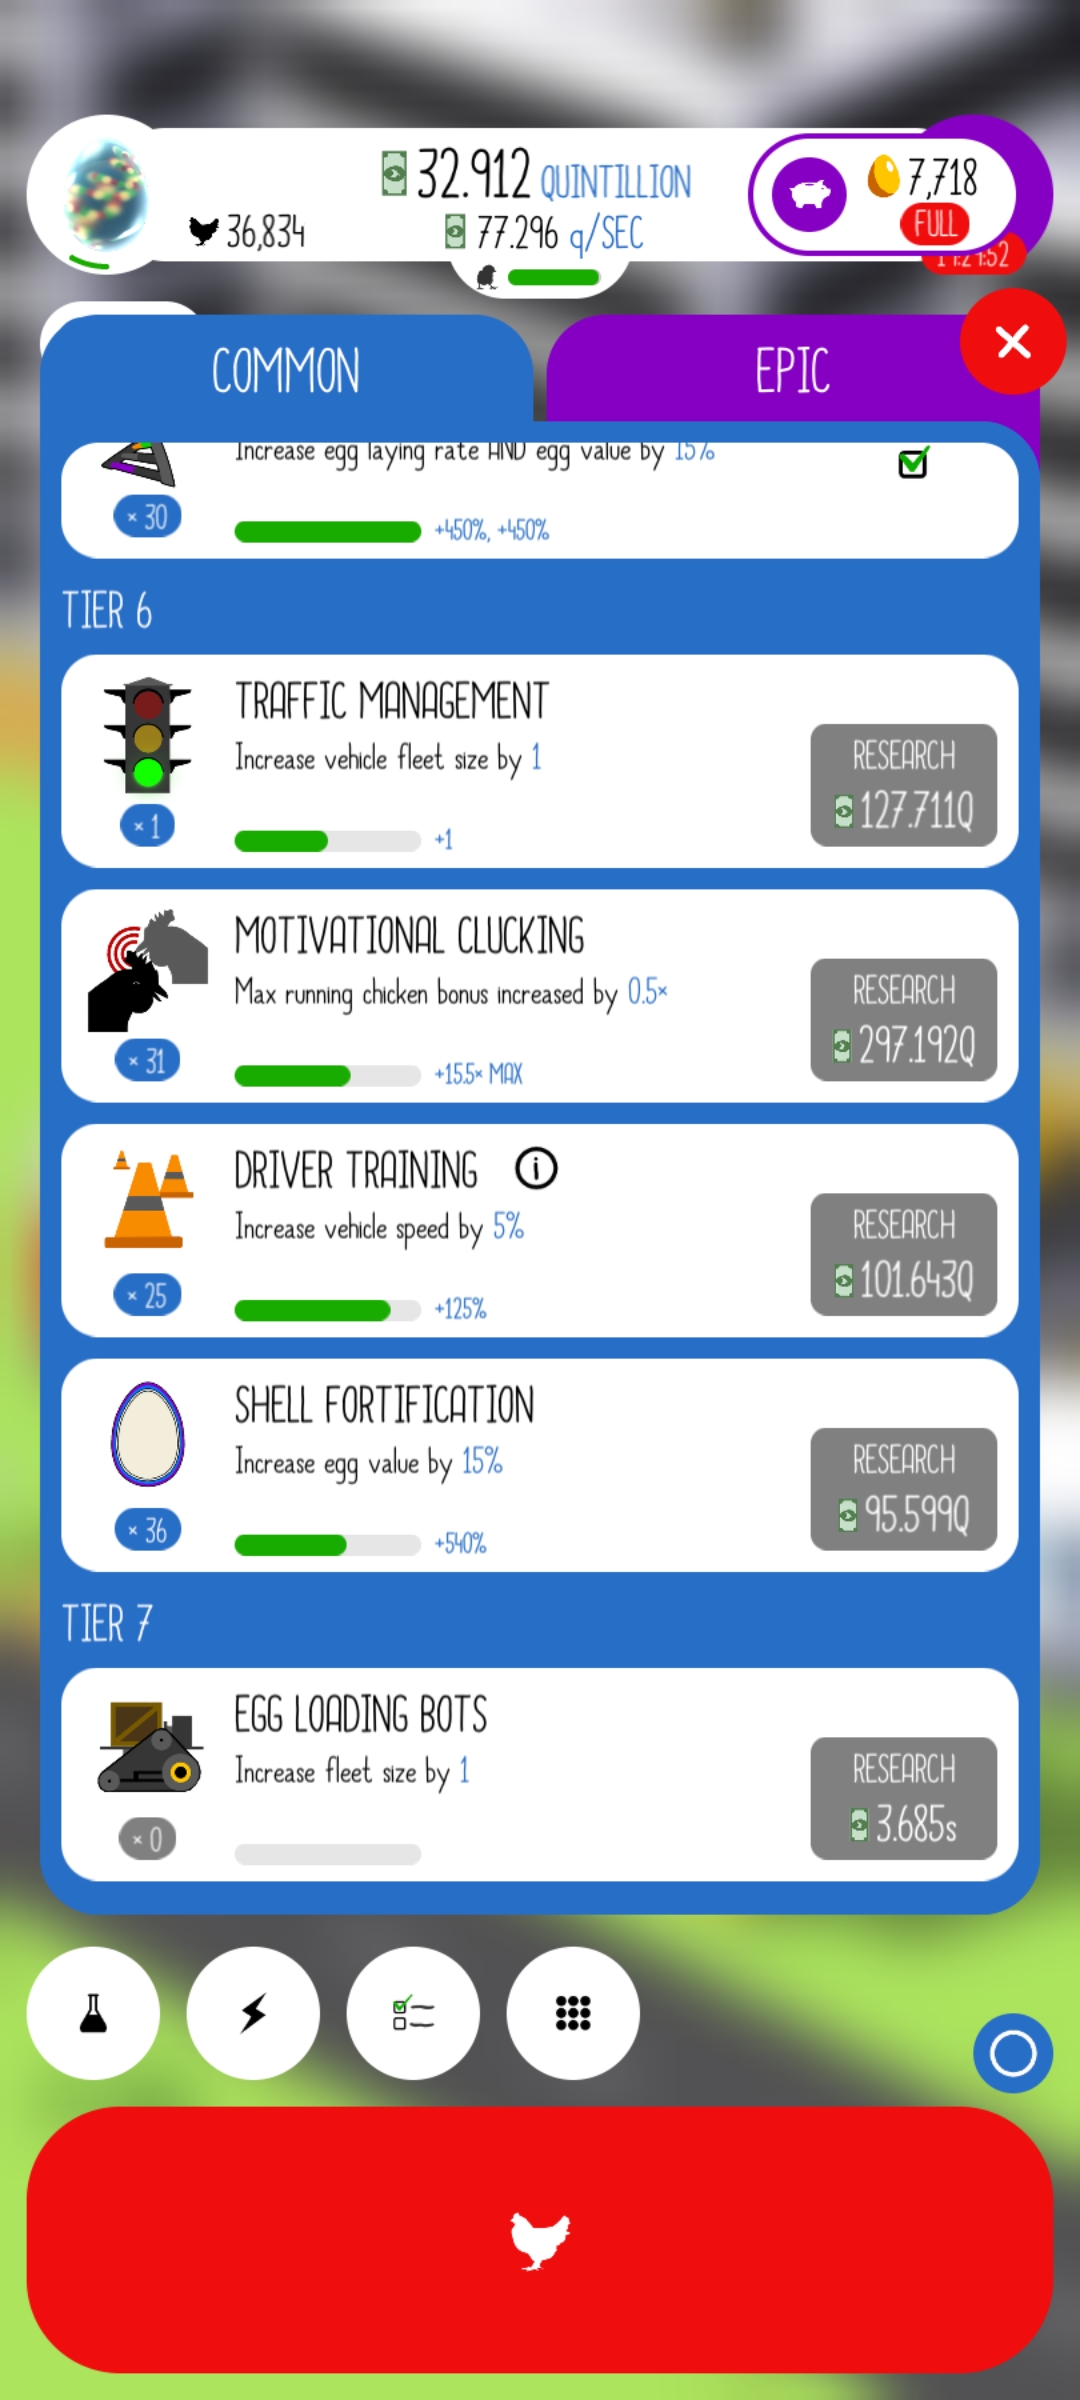 32.912 QUINTILLION
7,718
36,834
77.296 q/SEC
FULL
COMMON
EPIC
Increase egg laying rate AND egg value by 15%
× 30
+450%, +450%
TIER 6
TRAFFIC MANAGEMENT
Increase vehicle fleet size by 1
RESEARCH
127.711Q
× 1
+1
MOTIVATIONAL CLUCKING
Max running chicken bonus increased by 0.5×
RESEARCH
297.192Q
× 31
+15.5× MAX
DRIVER TRAINING i
Increase vehicle speed by 5%
RESEARCH
101.643Q
× 25
+125%
SHELL FORTIFICATION
Increase egg value by 15%
RESEARCH
95.599Q
× 36
+540%
TIER 7
EGG LOADING BOTS
Increase fleet size by 1
RESEARCH
3.685s
× 0